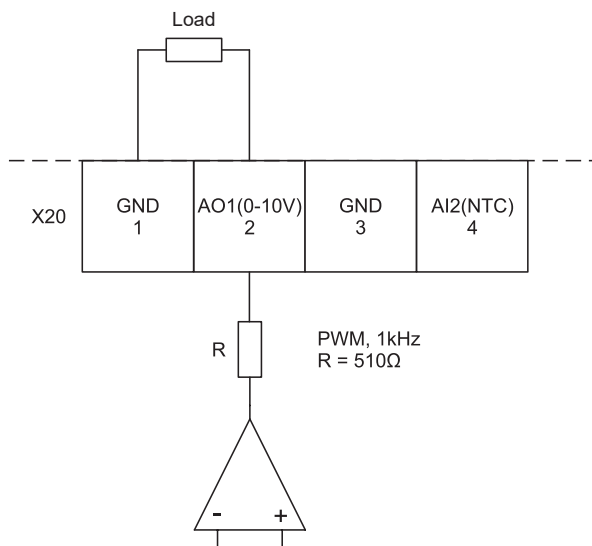 Load
X20
GND
1
AO1(0-10V)
2
GND
3
AI2(NTC)
4
R
PWM, 1kHz
R = 510Ω
- +